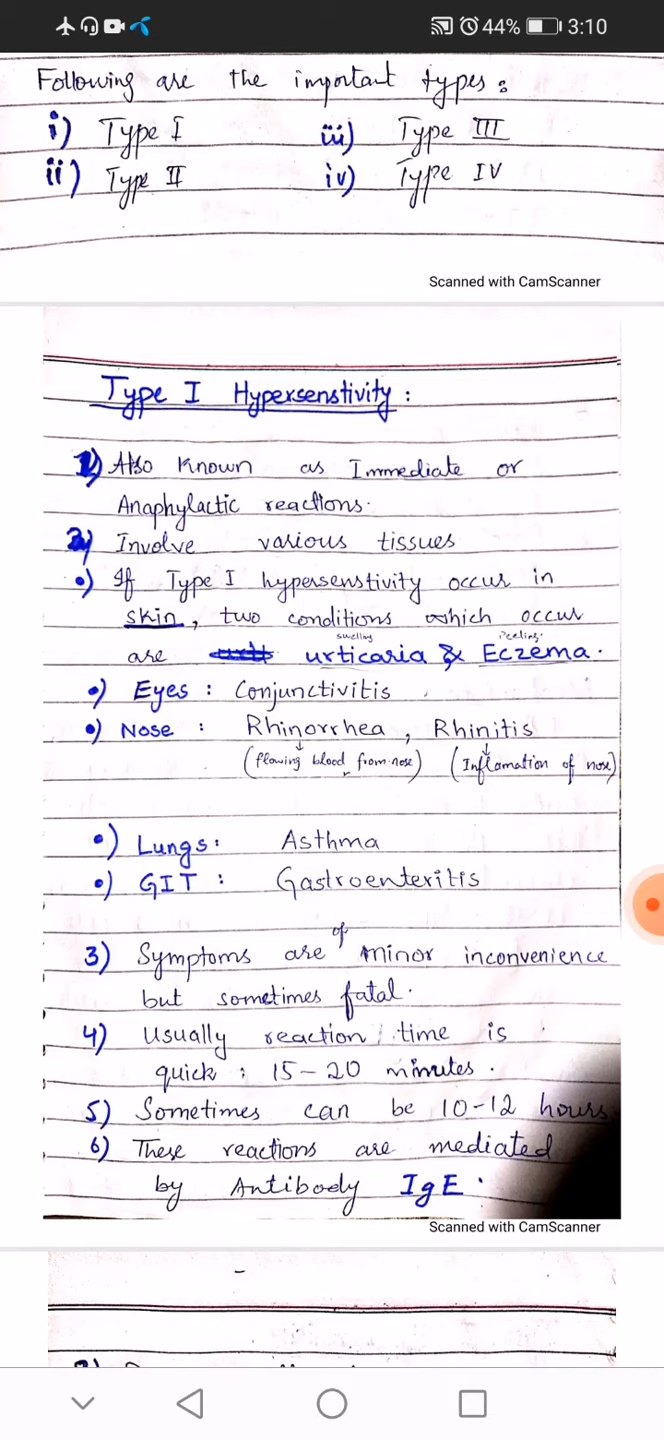 44% 3:10
Following are the important types:
i) Type I iii) Type III
ii) Type II iv) Type IV
Scanned with CamScanner
Type I Hypersenstivity:
1) Also Known as Immediate or
Anaphylactic reactions.
2) Involve various tissues
•) If Type I hypersenstivity occur in
skin, two conditions which occur
swelling Peeling.
are urticaria & Eczema.
•) Eyes: Conjunctivitis
•) Nose: Rhinorrhea, Rhinitis
(flowing blood from nose) (Inflamation of nose)
•) Lungs: Asthma
•) GIT: Gastroenteritis
3) Symptoms are of minor inconvenience
but sometimes fatal.
4) Usually reaction time is
quick: 15-20 minutes.
5) Sometimes can be 10-12 hours
6) These reactions are mediated
by Antibody IgE.
Scanned with CamScanner